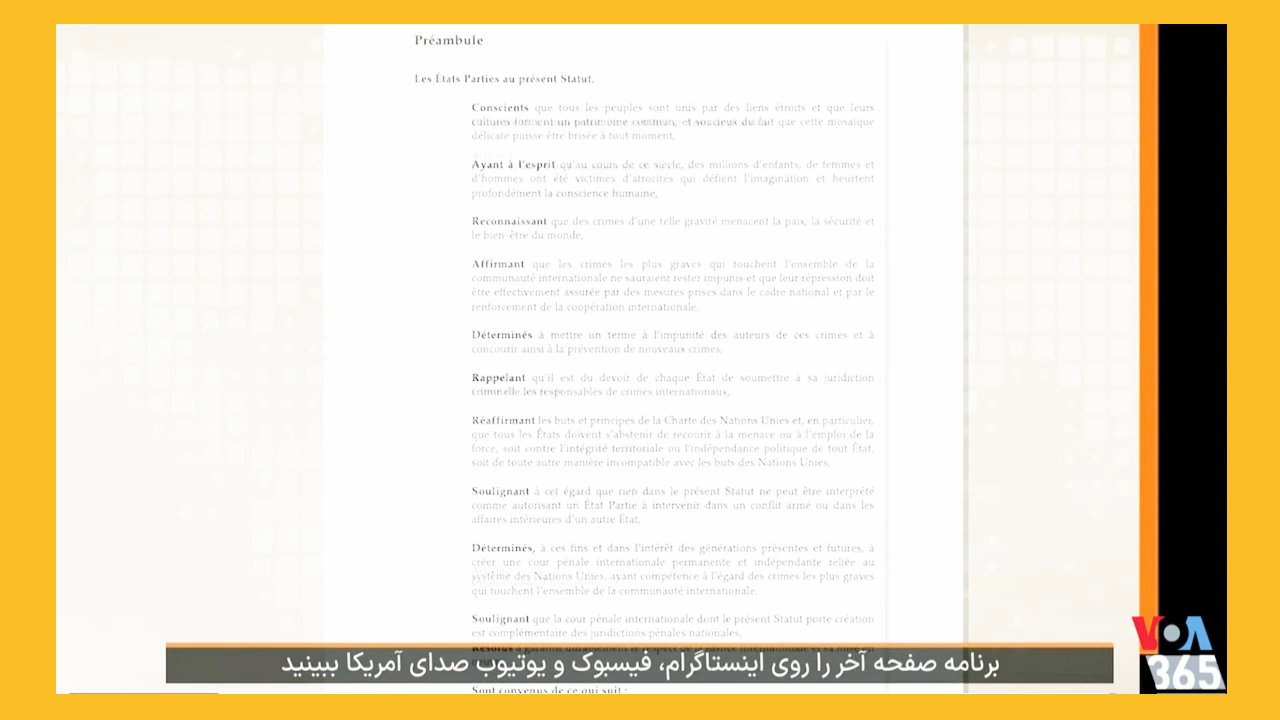 Préambule
Les États Parties au présent Statut,
Conscients que tous les peuples sont unis par des liens étroits et que leurs
cultures forment un patrimoine commun, et soucieux du fait que cette mosaïque
délicate puisse être brisée à tout moment,
Ayant à l'esprit qu'au cours de ce siècle, des millions d'enfants, de femmes et
d'hommes ont été victimes d'atrocités qui défient l'imagination et heurtent
profondément la conscience humaine,
Reconnaissant que des crimes d'une telle gravité menacent la paix, la sécurité et
le bien-être du monde,
Affirmant que les crimes les plus graves qui touchent l'ensemble de la
communauté internationale ne sauraient rester impunis et que leur répression doit
être effectivement assurée par des mesures prises dans le cadre national et par le
renforcement de la coopération internationale,
Déterminés à mettre un terme à l'impunité des auteurs de ces crimes et à
concourir ainsi à la prévention de nouveaux crimes,
Rappelant qu'il est du devoir de chaque État de soumettre à sa juridiction
criminelle les responsables de crimes internationaux,
Réaffirmant les buts et principes de la Charte des Nations Unies et, en particulier,
que tous les États doivent s'abstenir de recourir à la menace ou à l'emploi de la
force, soit contre l'intégrité territoriale ou l'indépendance politique de tout État,
soit de toute autre manière incompatible avec les buts des Nations Unies,
Soulignant à cet égard que rien dans le présent Statut ne peut être interprété
comme autorisant un État Partie à intervenir dans un conflit armé ou dans les
affaires intérieures d'un autre État,
Déterminés, à ces fins et dans l'intérêt des générations présentes et futures, à
créer une cour pénale internationale permanente et indépendante reliée au
système des Nations Unies, ayant compétence à l'égard des crimes les plus graves
qui touchent l'ensemble de la communauté internationale,
Soulignant que la cour pénale internationale dont le présent Statut porte création
est complémentaire des juridictions pénales nationales,
Résolus à garantir durablement le respect de la justice internationale
برنامه صفحه آخر را روی اینستاگرام، فیسبوک و یوتیوب صدای آمریکا ببینید
Sont convenus de ce qui suit :
VOA
365